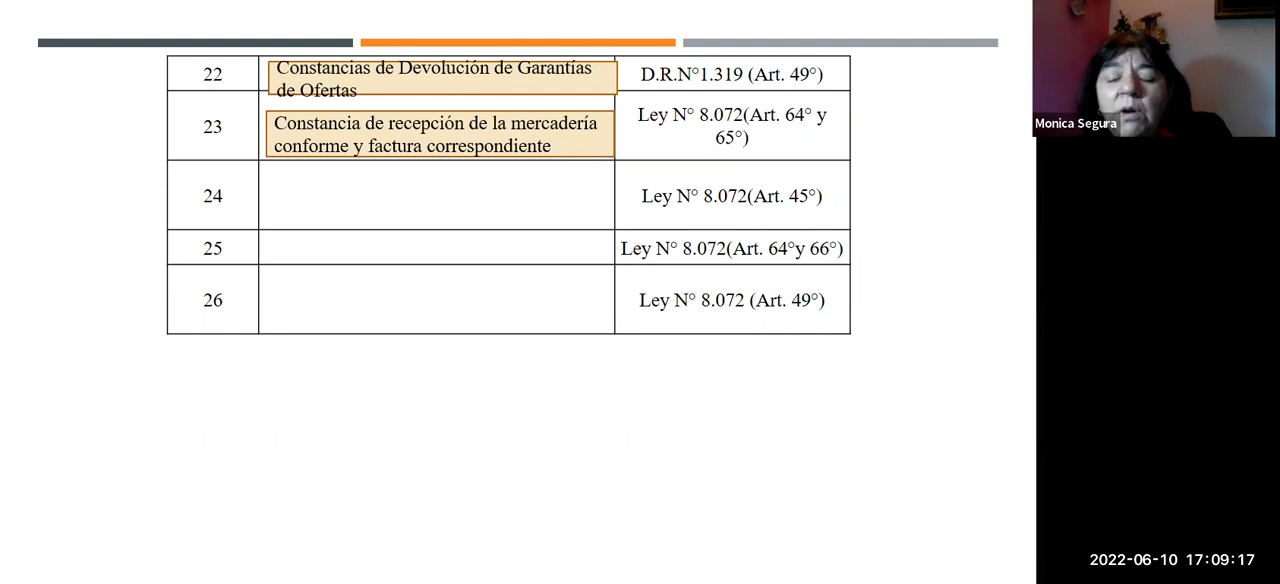 22
Constancias de Devolución de Garantías
de Ofertas
D.R.N°1.319 (Art. 49°)
23
Constancia de recepción de la mercadería
conforme y factura correspondiente
Ley N° 8.072(Art. 64° y
65°)
24
Ley N° 8.072(Art. 45°)
25
Ley N° 8.072(Art. 64°y 66°)
26
Ley N° 8.072 (Art. 49°)
Monica Segura
2022-06-10 17:09:17